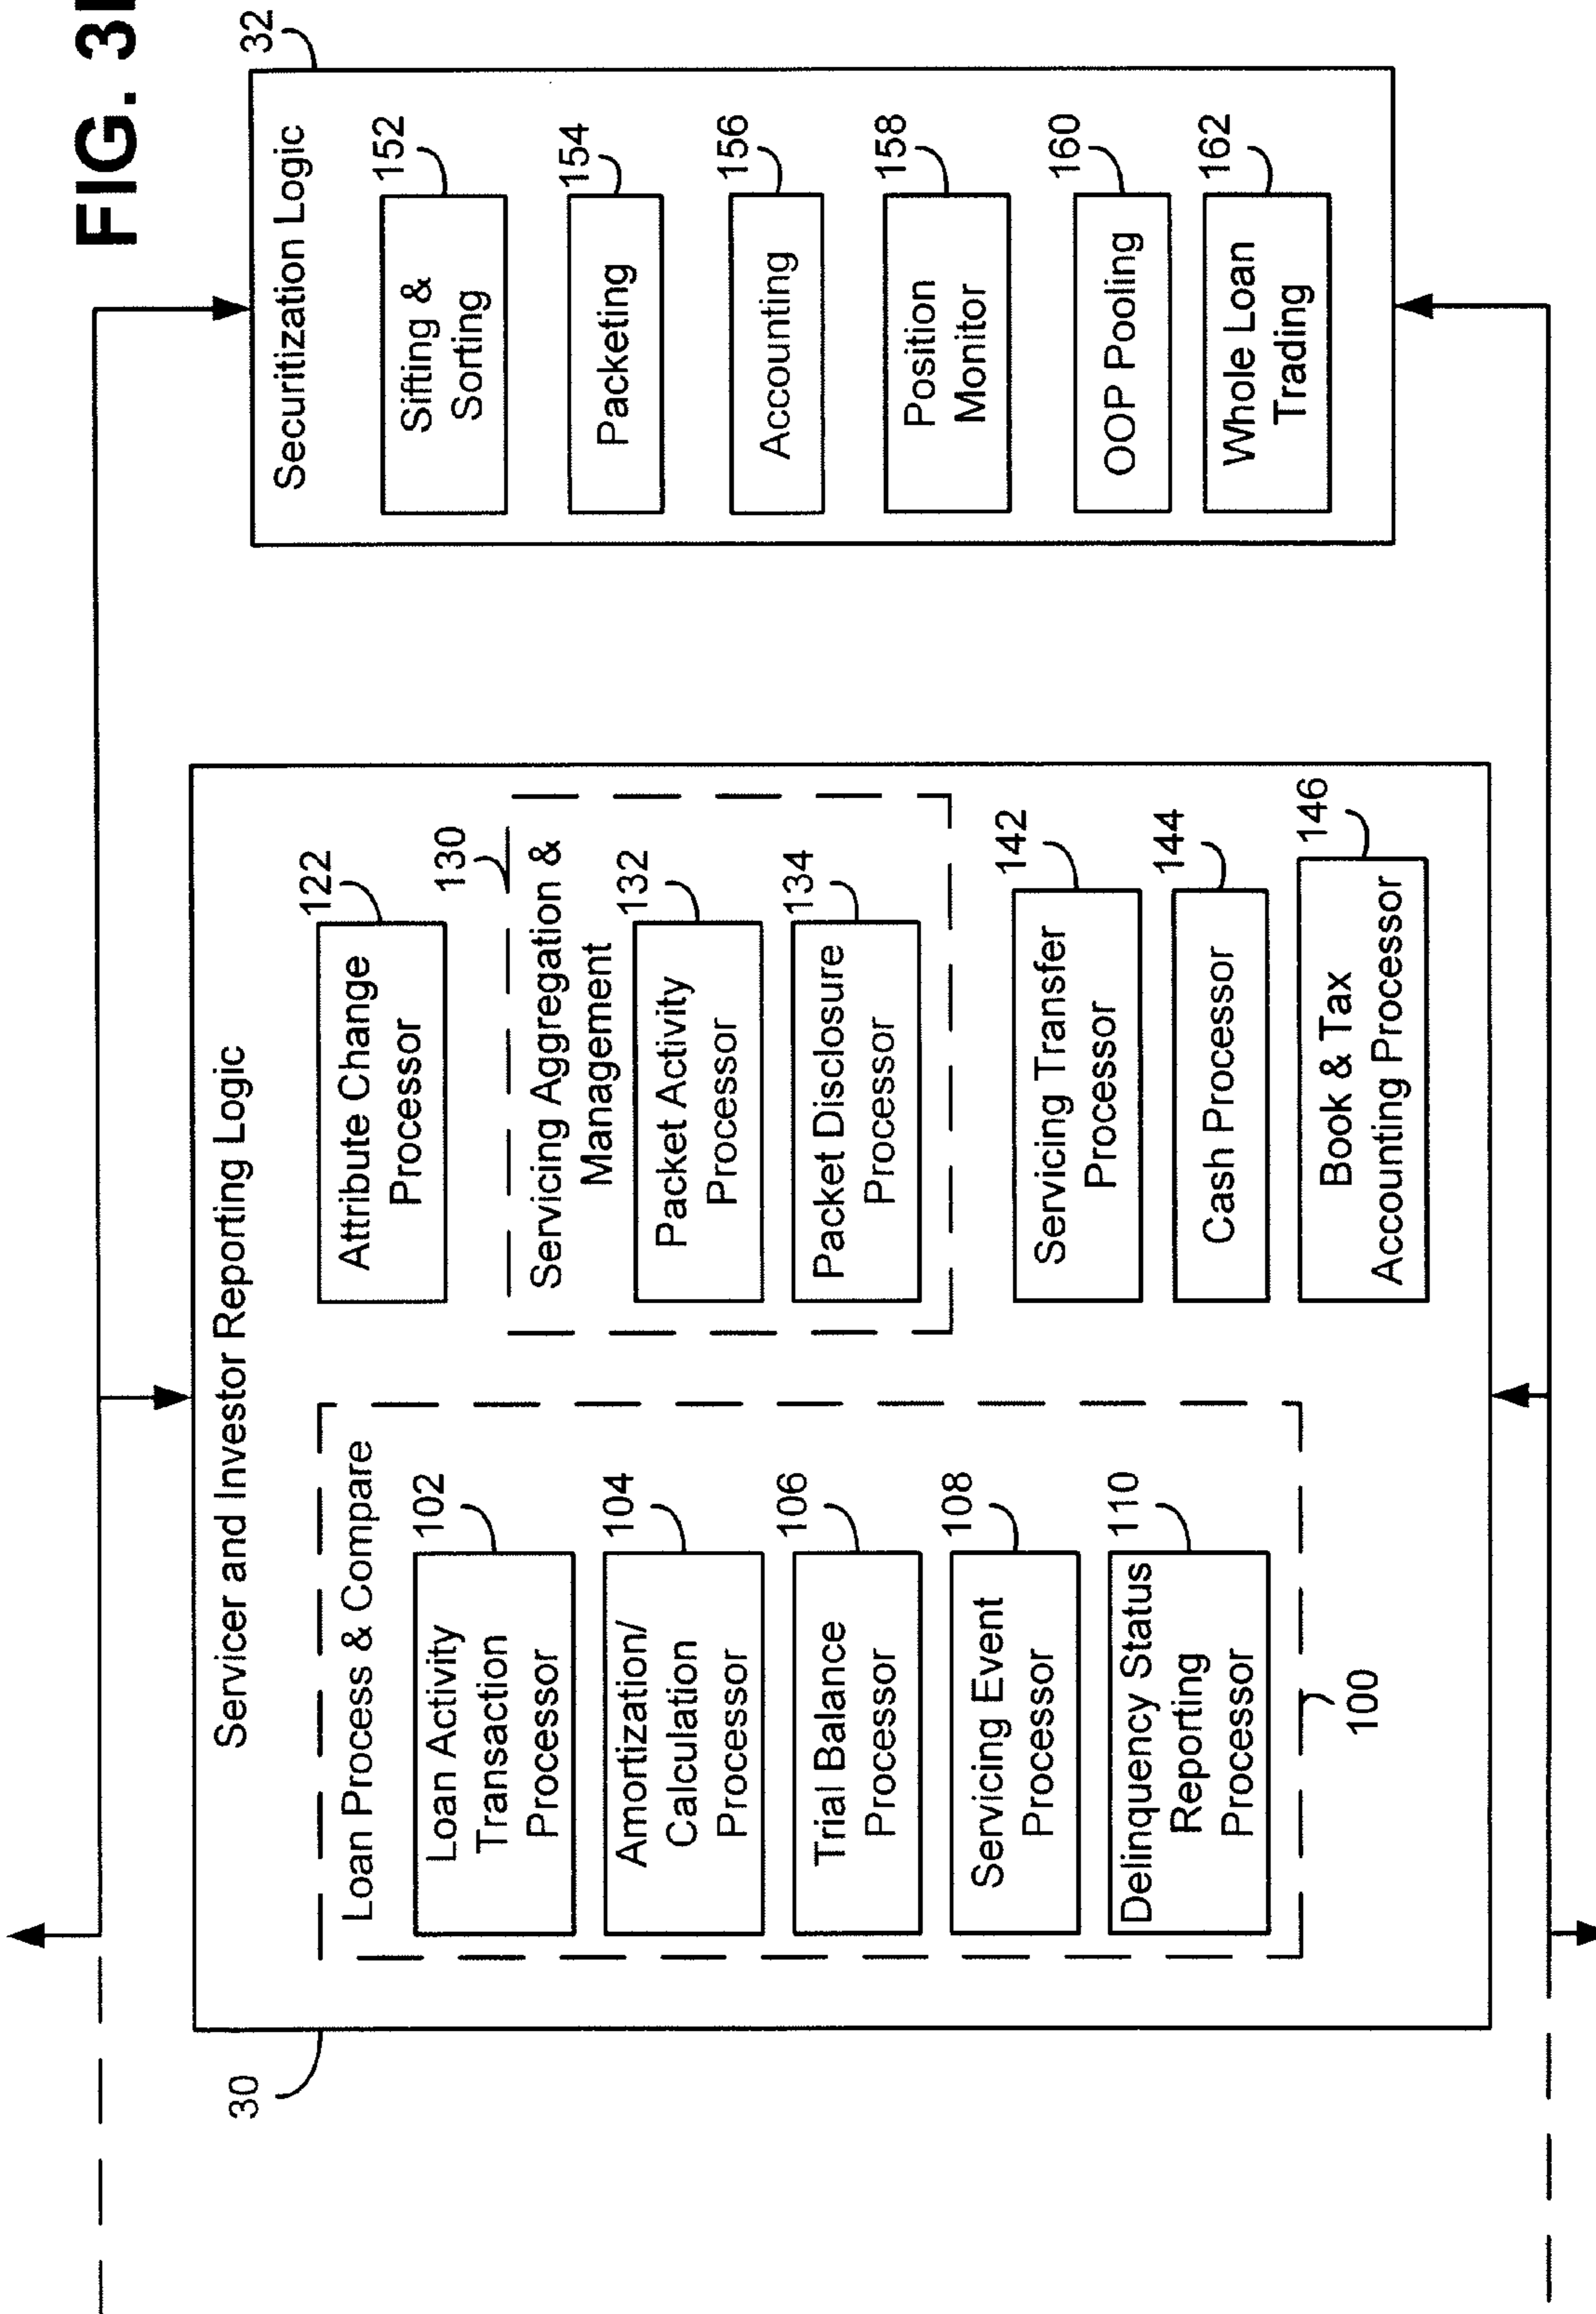 FIG. 3
Servicer and Investor Reporting Logic
30
Loan Process & Compare
Loan Activity
Transaction
Processor
102
Amortization/
Calculation
Processor
104
Trial Balance
Processor
106
Servicing Event
Processor
108
Delinquency Status
Reporting
Processor
110
100
Attribute Change
Processor
122
130
Servicing Aggregation &
Management
Packet Activity
Processor
132
Packet Disclosure
Processor
134
Servicing Transfer
Processor
142
Cash Processor
144
Book & Tax
Accounting Processor
146
Securitization Logic
32
Sifting &
Sorting
152
Packeting
154
Accounting
156
Position
Monitor
158
OOP Pooling
160
Whole Loan
Trading
162